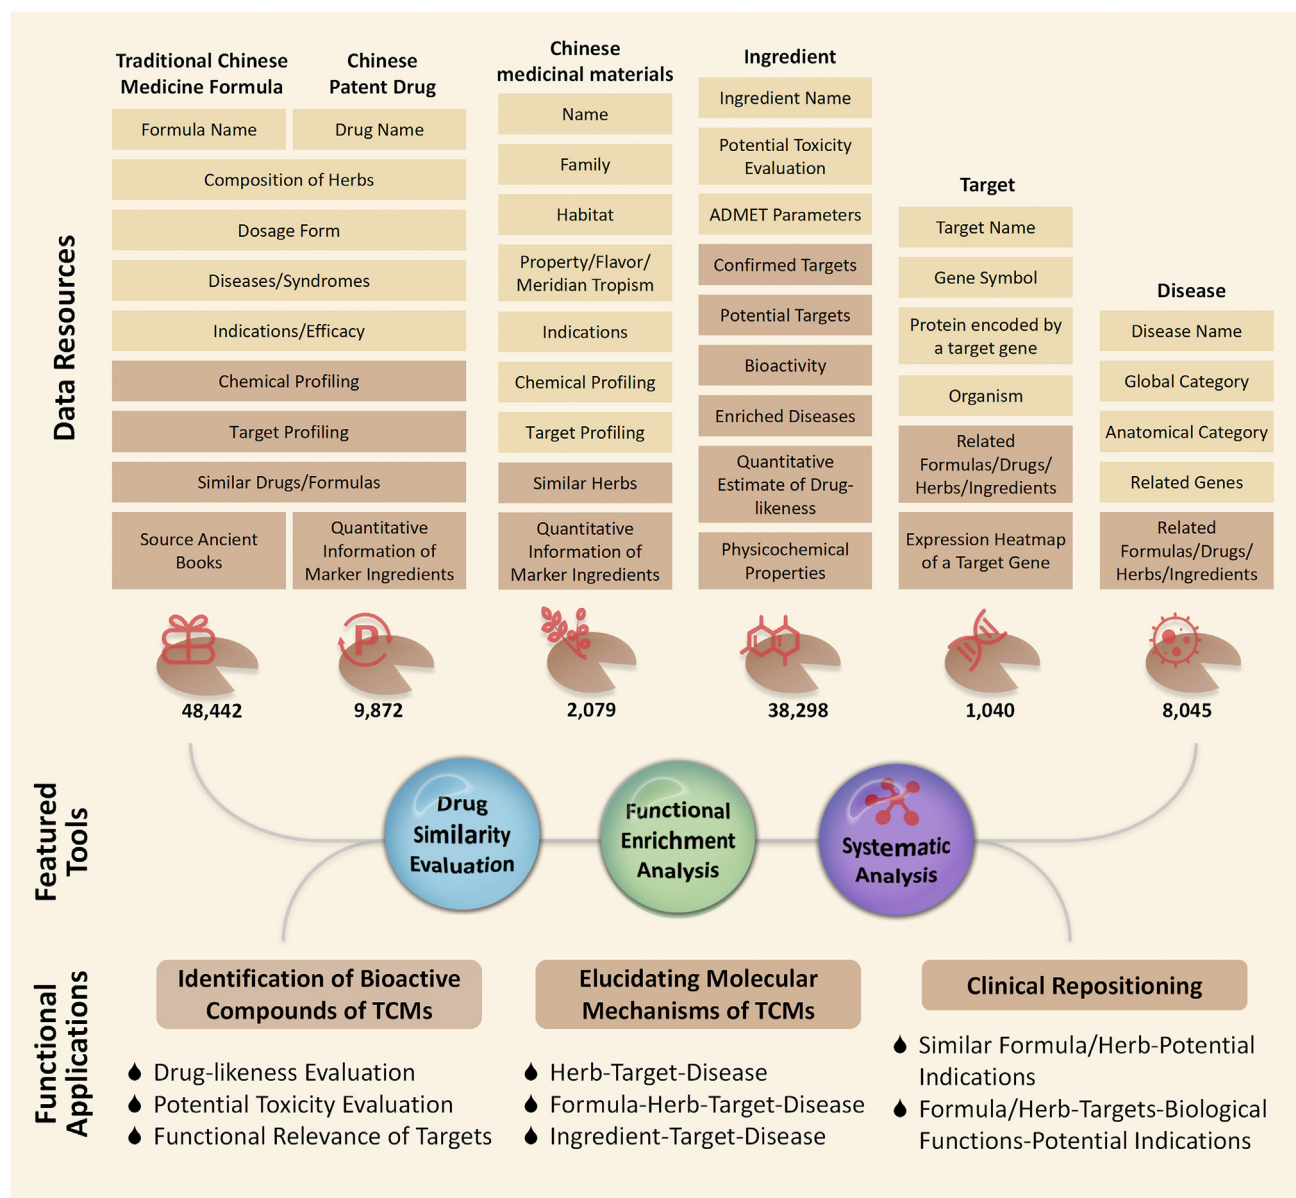 Data Resources
Traditional Chinese
Medicine Formula
Chinese
Patent Drug
Formula Name
Drug Name
Composition of Herbs
Dosage Form
Diseases/Syndromes
Indications/Efficacy
Chemical Profiling
Target Profiling
Similar Drugs/Formulas
Source Ancient
Books
Quantitative
Information of
Marker Ingredients
Chinese
medicinal materials
Name
Family
Habitat
Property/Flavor/
Meridian Tropism
Indications
Chemical Profiling
Target Profiling
Similar Herbs
Quantitative
Information of
Marker Ingredients
Ingredient
Ingredient Name
Potential Toxicity
Evaluation
ADMET Parameters
Confirmed Targets
Potential Targets
Bioactivity
Enriched Diseases
Quantitative
Estimate of Drug-
likeness
Physicochemical
Properties
Target
Target Name
Gene Symbol
Protein encoded by
a target gene
Organism
Related
Formulas/Drugs/
Herbs/Ingredients
Expression Heatmap
of a Target Gene
Disease
Disease Name
Global Category
Anatomical Category
Related Genes
Related
Formulas/Drugs/
Herbs/Ingredients
P
48,442
9,872
2,079
38,298
1,040
8,045
Featured
Tools
Drug
Similarity
Evaluation
Functional
Enrichment
Analysis
Systematic
Analysis
Functional
Applications
Identification of Bioactive
Compounds of TCMs
Drug-likeness Evaluation
Potential Toxicity Evaluation
Functional Relevance of Targets
Elucidating Molecular
Mechanisms of TCMs
Herb-Target-Disease
Formula-Herb-Target-Disease
Ingredient-Target-Disease
Clinical Repositioning
Similar Formula/Herb-Potential
Indications
Formula/Herb-Targets-Biological
Functions-Potential Indications